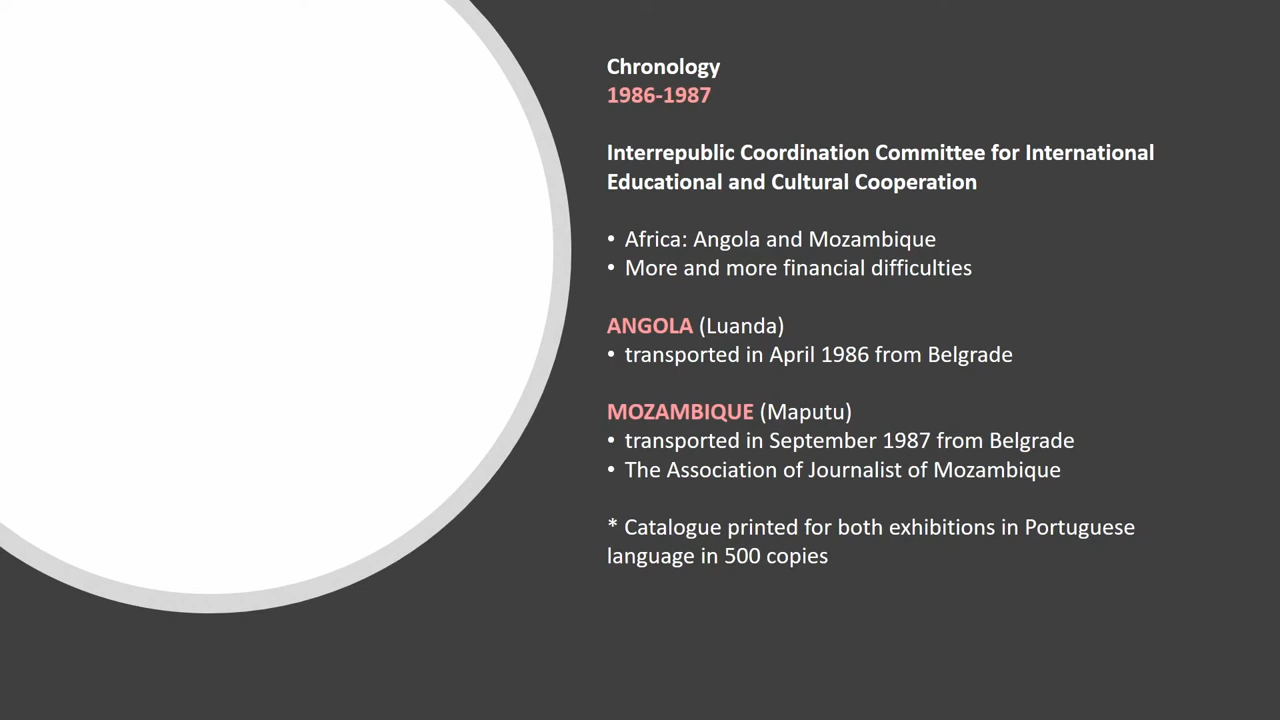 Chronology
1986-1987
Interrepublic Coordination Committee for International
Educational and Cultural Cooperation
• Africa: Angola and Mozambique
• More and more financial difficulties
ANGOLA (Luanda)
• transported in April 1986 from Belgrade
MOZAMBIQUE (Maputu)
• transported in September 1987 from Belgrade
• The Association of Journalist of Mozambique
* Catalogue printed for both exhibitions in Portuguese
language in 500 copies